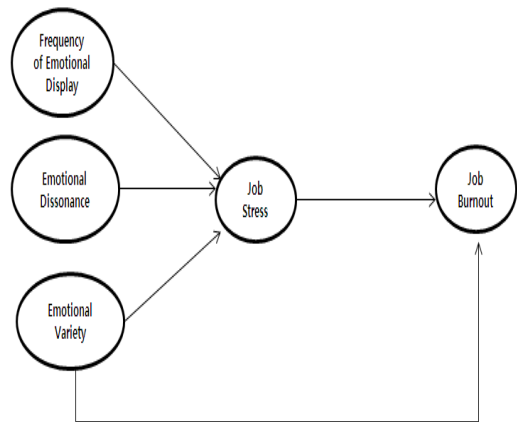 Frequency
of Emotional
Display
Emotional
Dissonance
Job
Stress
Job
Burnout
Emotional
Variety